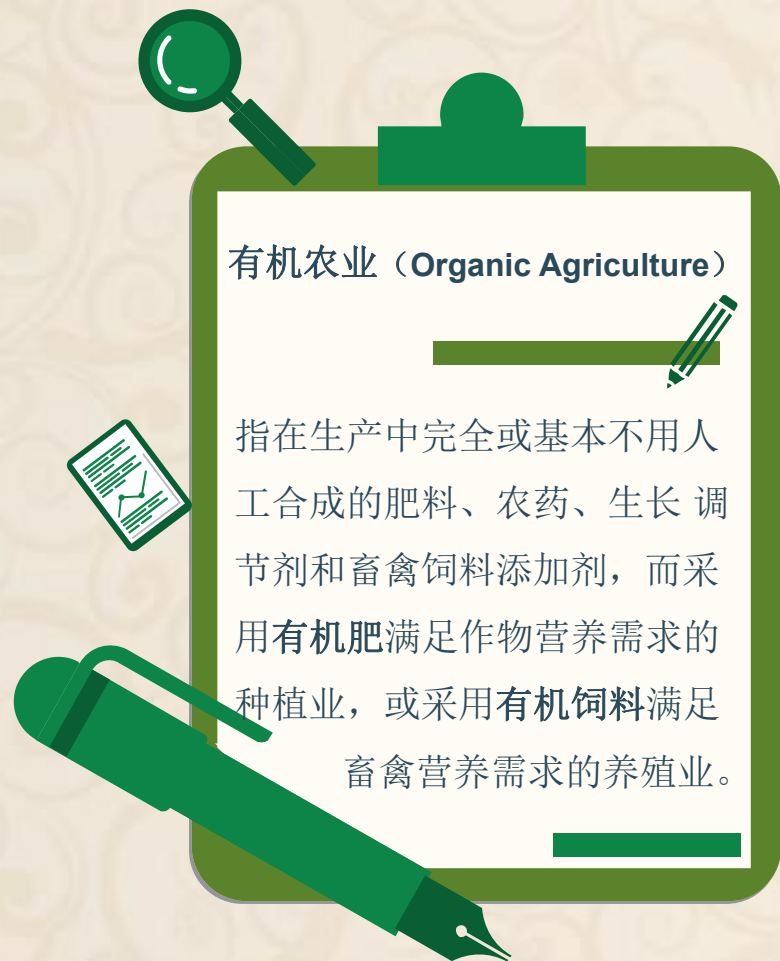 有机农业（Organic Agriculture）
指在生产中完全或基本不用人
工合成的肥料、农药、生长 调
节剂和畜禽饲料添加剂，而采
用有机肥满足作物营养需求的
种植业，或采用有机饲料满足
畜禽营养需求的养殖业。